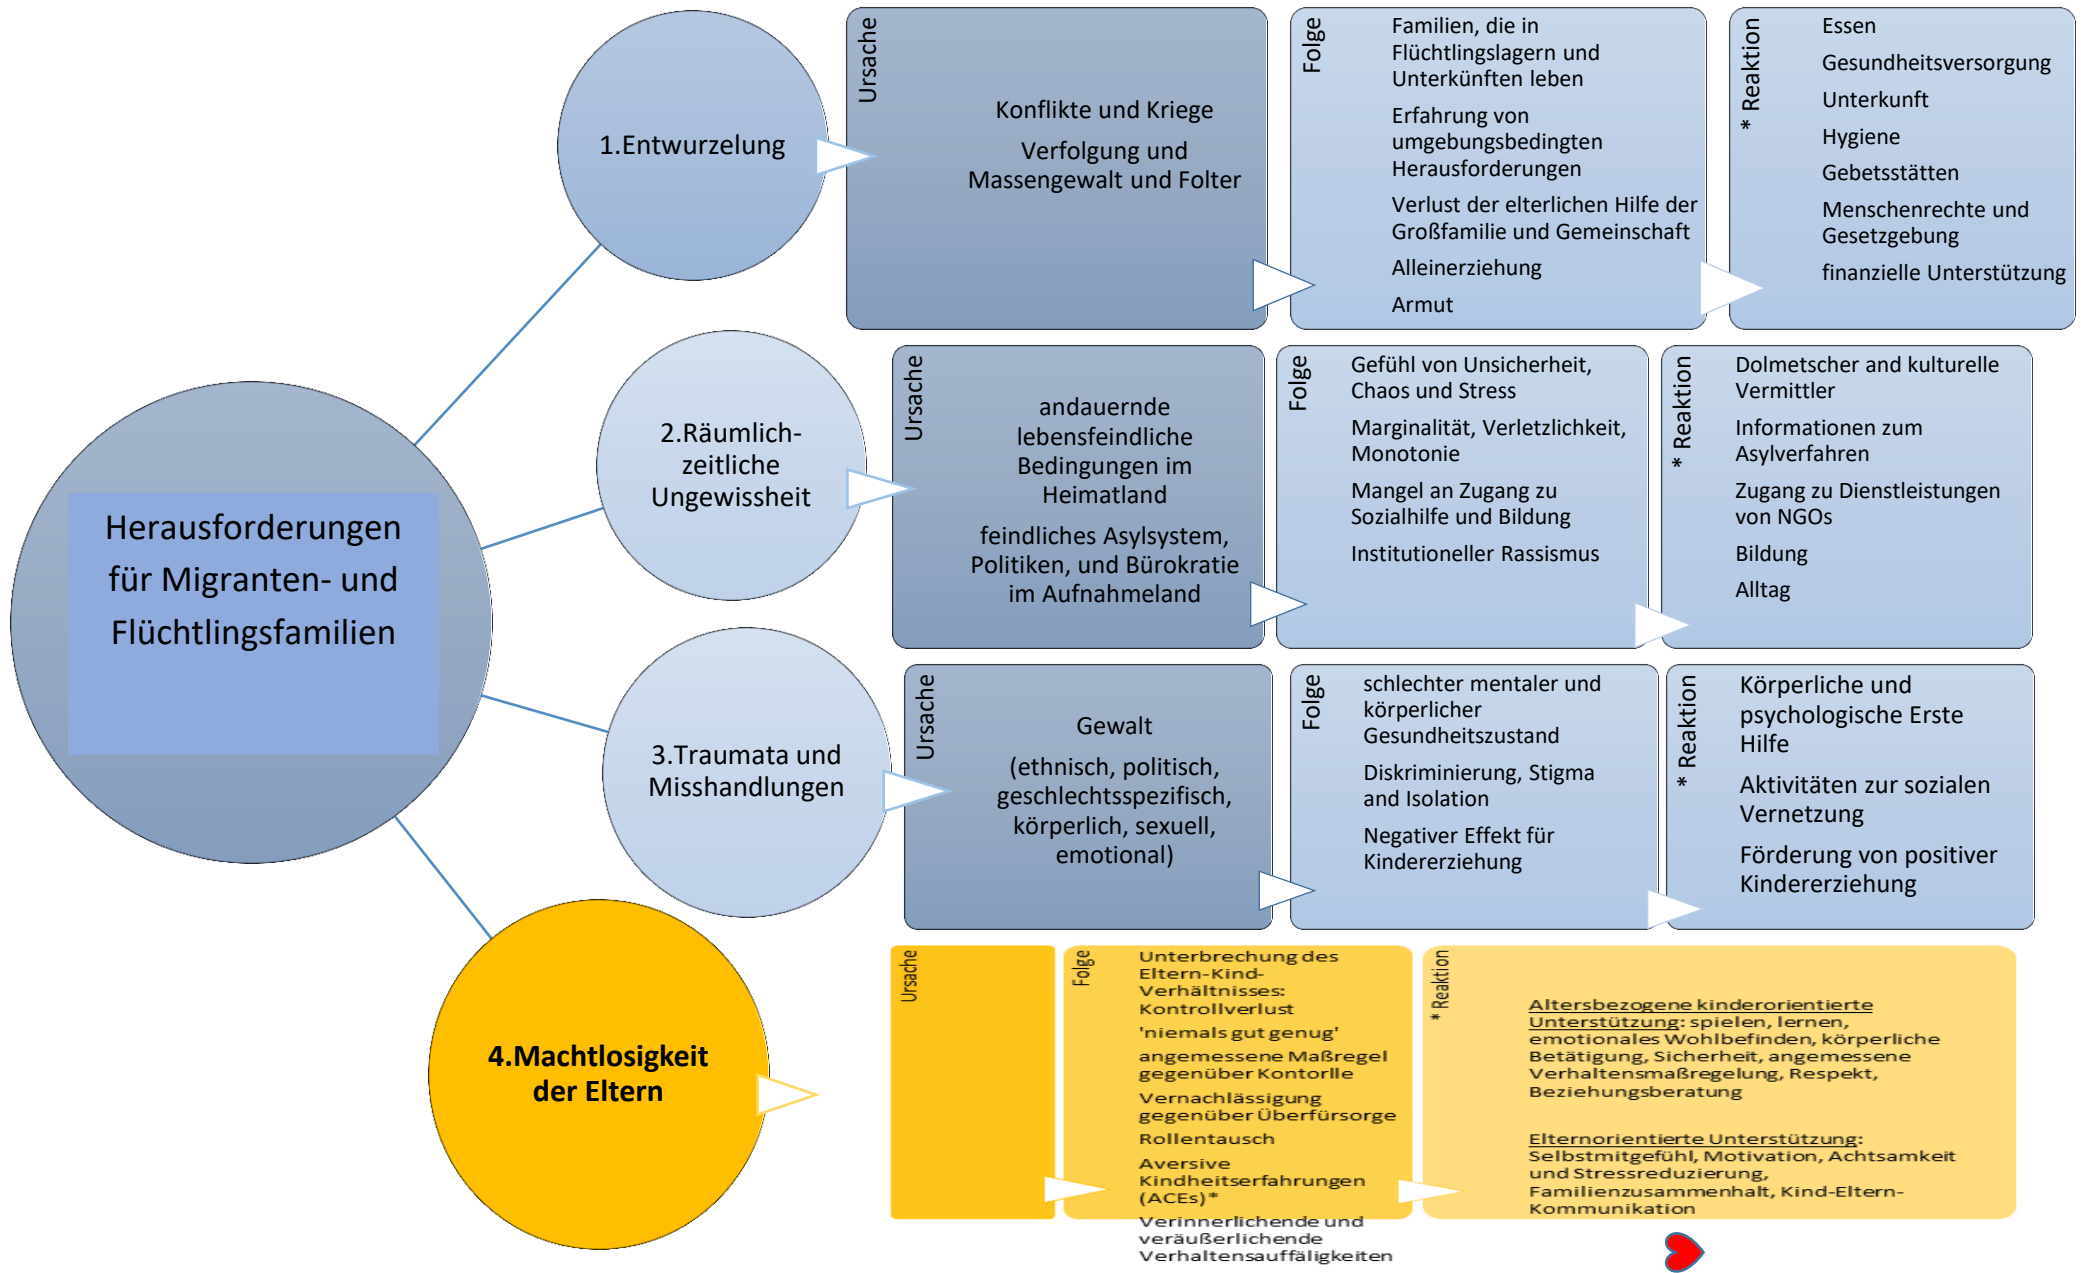 Herausforderungen
für Migranten- und
Flüchtlingsfamilien
1.Entwurzelung
Ursache
Konflikte und Kriege
Verfolgung und
Massengewalt und Folter
Folge
Familien, die in
Flüchtlingslagern und
Unterkünften leben
Erfahrung von
umgebungsbedingten
Herausforderungen
Verlust der elterlichen Hilfe der
Großfamilie und Gemeinschaft
Alleinerziehung
Armut
* Reaktion
Essen
Gesundheitsversorgung
Unterkunft
Hygiene
Gebetsstätten
Menschenrechte und
Gesetzgebung
finanzielle Unterstützung
2.Räumlich-
zeitliche
Ungewissheit
Ursache
andauernde
lebensfeindliche
Bedingungen im
Heimatland
feindliches Asylsystem,
Politiken, und Bürokratie
im Aufnahmeland
Folge
Gefühl von Unsicherheit,
Chaos und Stress
Marginalität, Verletzlichkeit,
Monotonie
Mangel an Zugang zu
Sozialhilfe und Bildung
Institutioneller Rassismus
* Reaktion
Dolmetscher and kulturelle
Vermittler
Informationen zum
Asylverfahren
Zugang zu Dienstleistungen
von NGOs
Bildung
Alltag
3.Traumata und
Misshandlungen
Ursache
Gewalt
(ethnisch, politisch,
geschlechtsspezifisch,
körperlich, sexuell,
emotional)
Folge
schlechter mentaler und
körperlicher
Gesundheitszustand
Diskriminierung, Stigma
and Isolation
Negativer Effekt für
Kindererziehung
* Reaktion
Körperliche und
psychologische Erste
Hilfe
Aktivitäten zur sozialen
Vernetzung
Förderung von positiver
Kindererziehung
4.Machtlosigkeit
der Eltern
Ursache
Folge
Unterbrechung des
Eltern-Kind-
Verhältnisses:
Kontrollverlust
'niemals gut genug'
angemessene Maßregel
gegenüber Kontorlle
Vernachlässigung
gegenüber Überfürsorge
Rollentausch
Aversive
Kindheitserfahrungen
(ACEs)*
Verinnerlichende und
veräußerlichende
Verhaltensauffäligkeiten
* Reaktion
Altersbezogene kinderorientierte
Unterstützung: spielen, lernen,
emotionales Wohlbefinden, körperliche
Betätigung, Sicherheit, angemessene
Verhaltensmaßregelung, Respekt,
Beziehungsberatung
Elternorientierte Unterstützung:
Selbstmitgefühl, Motivation, Achtsamkeit
und Stressreduzierung,
Familienzusammenhalt, Kind-Eltern-
Kommunikation